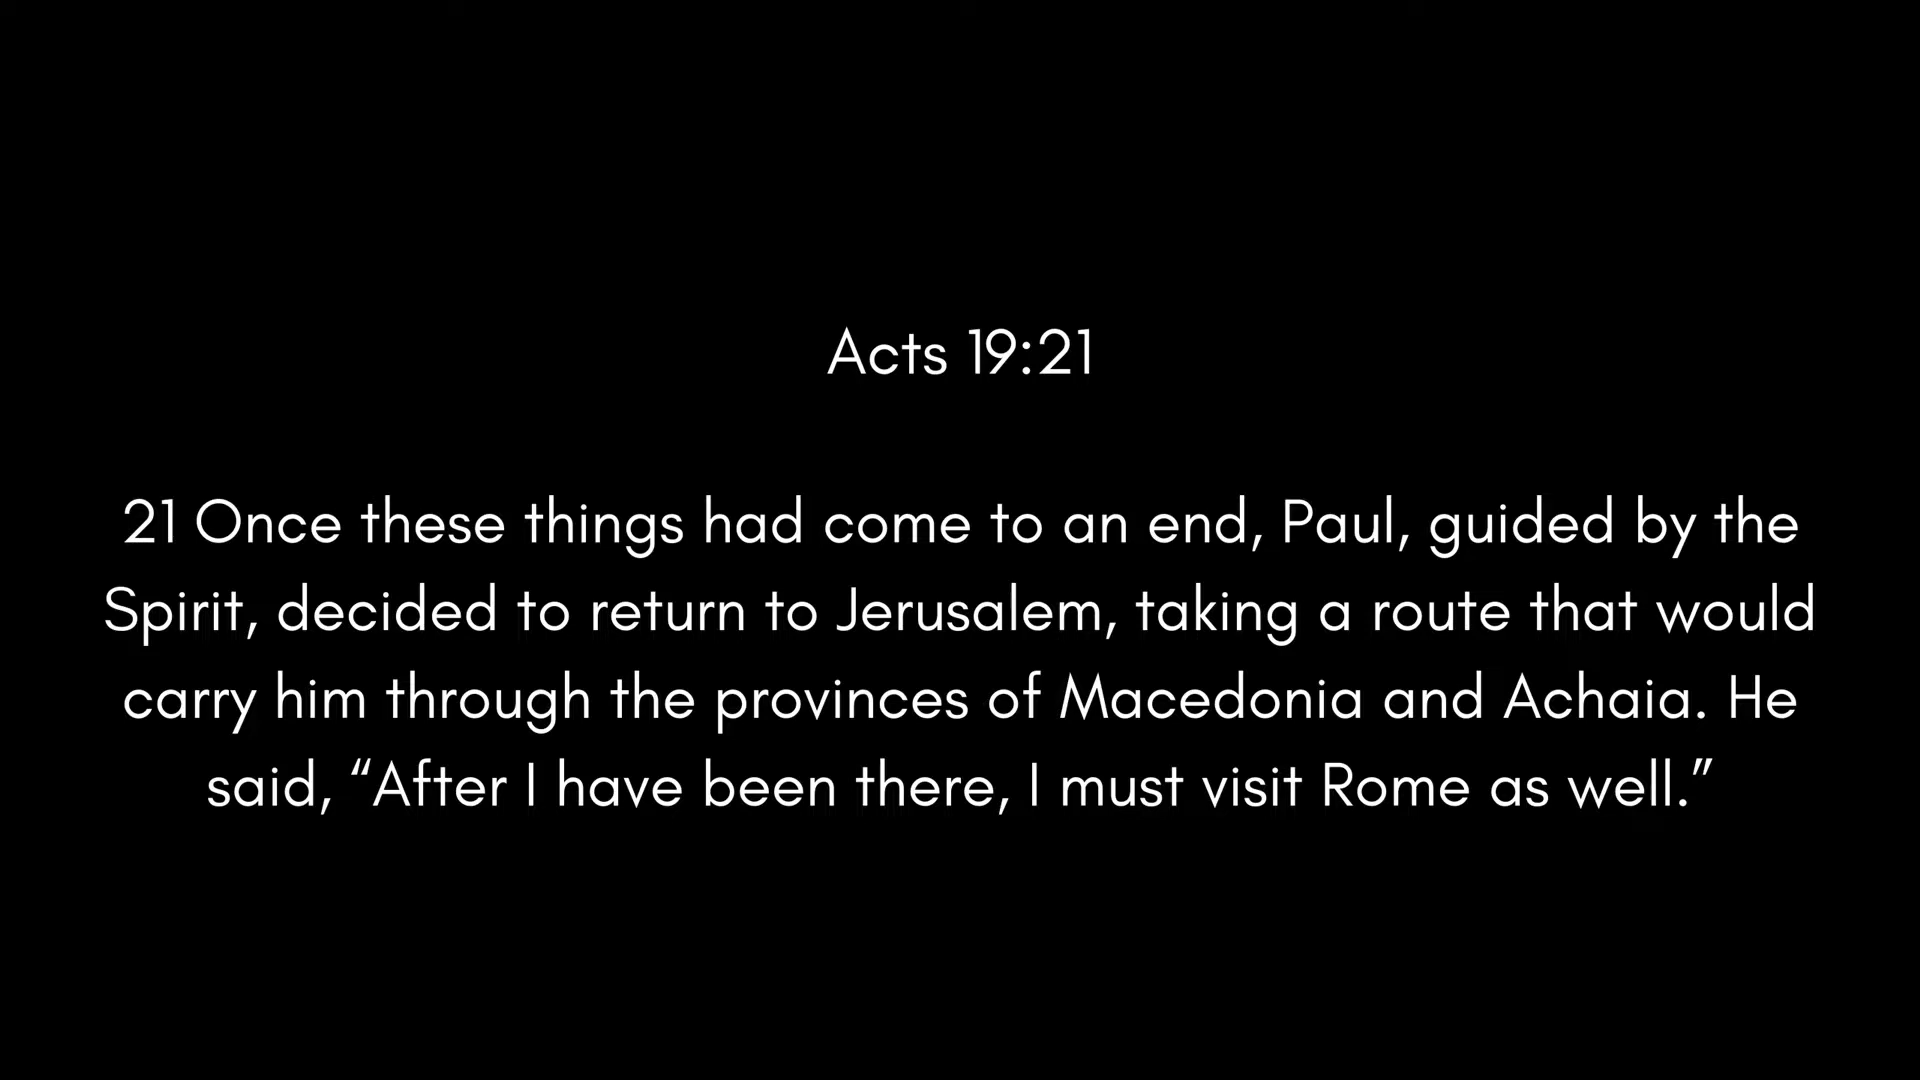 Acts 19:21
21 Once these things had come to an end, Paul, guided by the
Spirit, decided to return to Jerusalem, taking a route that would
carry him through the provinces of Macedonia and Achaia. He
said, “After I have been there, I must visit Rome as well.”